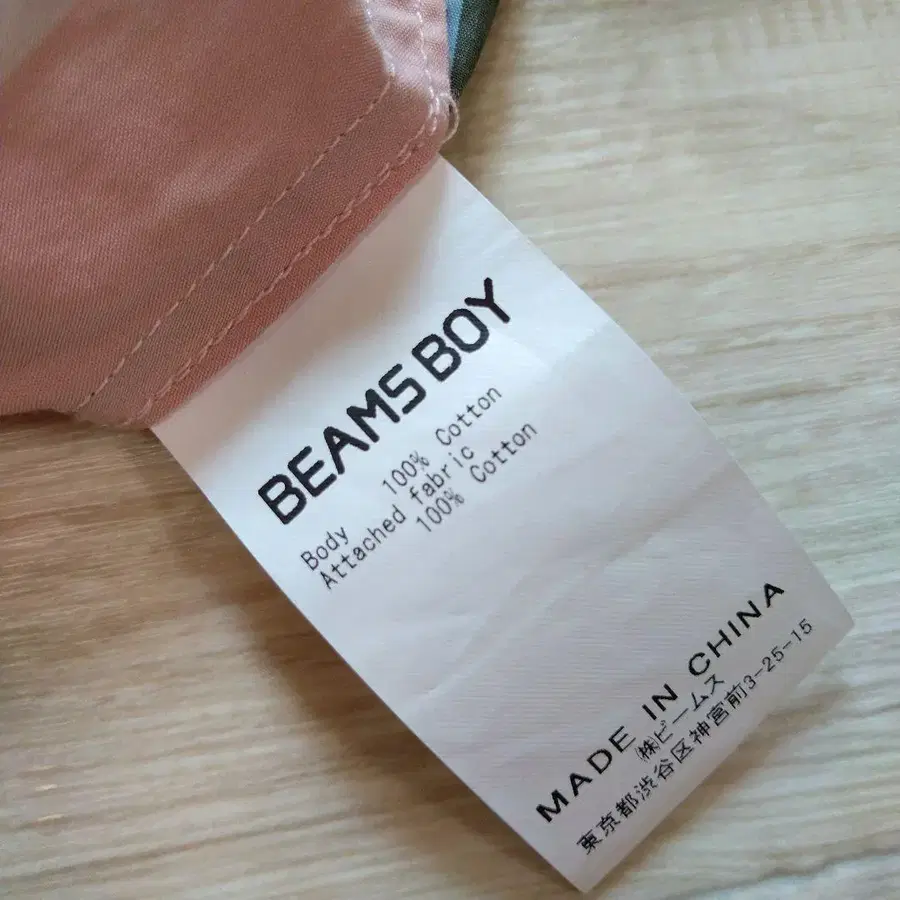 BEAMS BOY
Body 100% Cotton
Attached fabric
100% Cotton
MADE IN CHINA
㈱ビームス
東京都渋谷区神宮前3-25-15